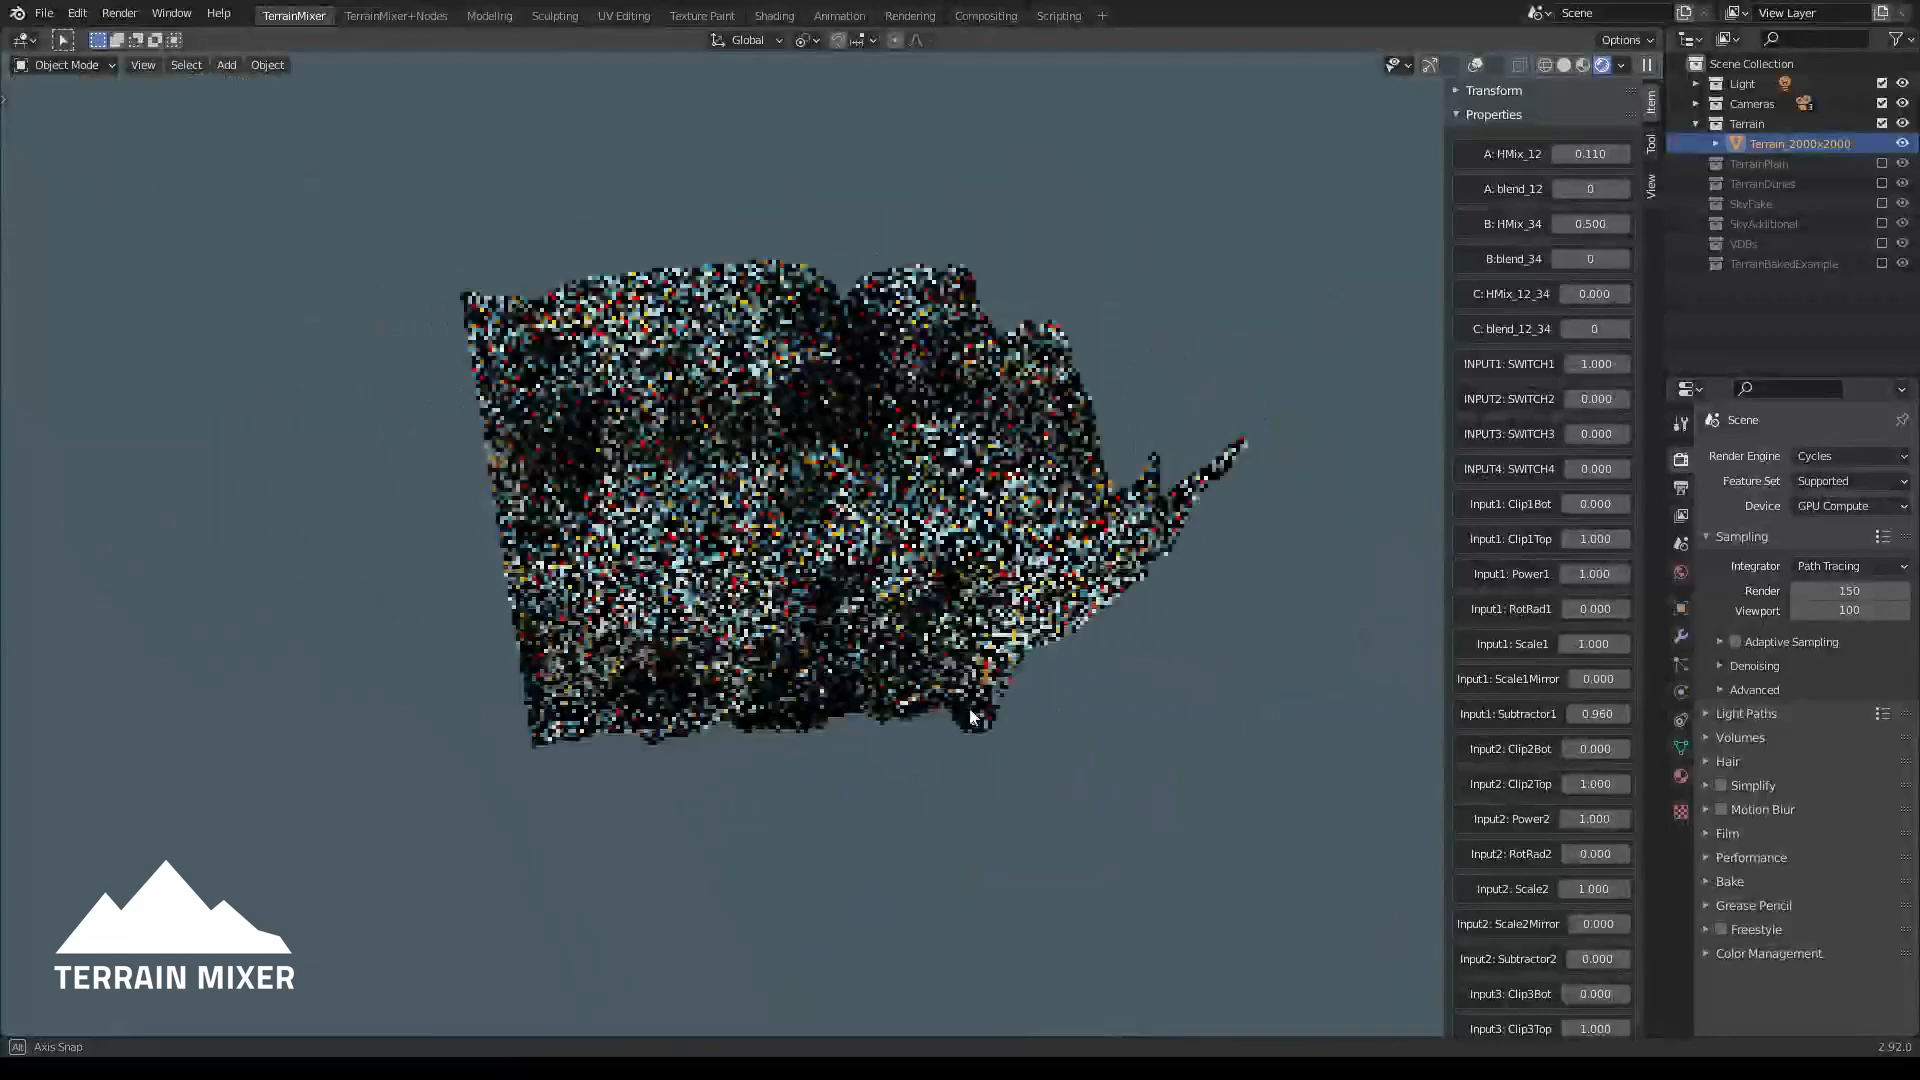 File Edit Render Window Help TerrainMixer TerrainMixer+Nodes Modeling Sculpting UV Editing Texture Paint Shading Animation Rendering Compositing Scripting + Scene View Layer
Global Options
Object Mode View Select Add Object
Transform
Properties
A: HMix_12 0.110
A: blend_12 0
B: HMix_34 0.500
B:blend_34 0
C: HMix_12_34 0.000
C: blend_12_34 0
INPUT1: SWITCH1 1.000
INPUT2: SWITCH2 0.000
INPUT3: SWITCH3 0.000
INPUT4: SWITCH4 0.000
Input1: Clip1Bot 0.000
Input1: Clip1Top 1.000
Input1: Power1 1.000
Input1: RotRad1 0.000
Input1: Scale1 1.000
Input1: Scale1Mirror 0.000
Input1: Subtractor1 0.960
Input2: Clip2Bot 0.000
Input2: Clip2Top 1.000
Input2: Power2 1.000
Input2: RotRad2 0.000
Input2: Scale2 1.000
Input2: Scale2Mirror 0.000
Input2: Subtractor2 0.000
Input3: Clip3Bot 0.000
Input3: Clip3Top 1.000
Item
Tool
View
Scene Collection
Light
Cameras
Terrain
Terrain_2000x2000
TerrainPlain
TerrainDunes
SkyFake
SkyAdditional
VDBs
TerrainBakedExample
Scene
Render Engine Cycles
Feature Set Supported
Device GPU Compute
Sampling
Integrator Path Tracing
Render 150
Viewport 100
Adaptive Sampling
Denoising
Advanced
Light Paths
Volumes
Hair
Simplify
Motion Blur
Film
Performance
Bake
Grease Pencil
Freestyle
Color Management
TERRAIN MIXER
Alt Axis Snap
2.92.0